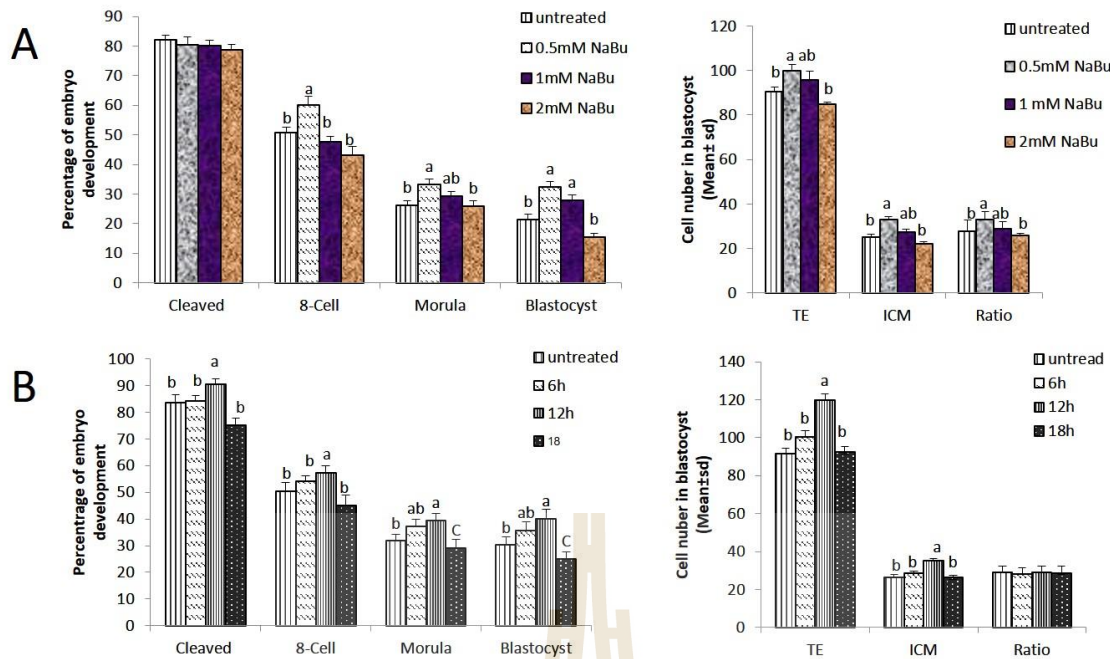 A
Percentage of embryo
development
90
80
70
60
50
40
30
20
10
0
untreated
0.5mM NaBu
1mM NaBu
2mM NaBu
b a b b
b a ab b
b a a b
Cleaved 8-Cell Morula Blastocyst
Cell nuber in blastocyst
(Mean± sd)
120
100
80
60
40
20
0
untreated
0.5mM NaBu
1 mM NaBu
2mM NaBu
b a ab b
b a ab b
b a ab b
TE ICM Ratio
B
Percentrage of embryo
development
100
90
80
70
60
50
40
30
20
10
0
untreated
6h
12h
18
b b a b
b b a b
b ab a C
b ab a C
Cleaved 8-Cell Morula Blastocyst
Cell nuber in blastocyst
(Mean±sd)
140
120
100
80
60
40
20
0
untread
6h
12h
18h
b b a b
b b a b
TE ICM Ratio